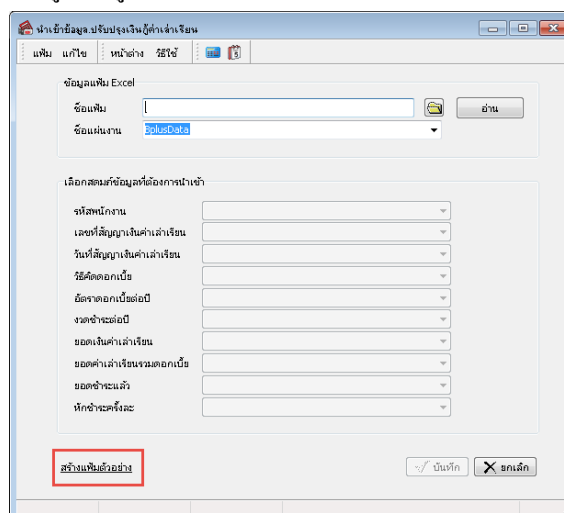 นำเข้าข้อมูล.ปรับปรุงเงินกู้ค่าเล่าเรียน
แฟ้ม แก้ไข หน้าต่าง วิธีใช้
ข้อมูลแฟ้ม Excel
ชื่อแฟ้ม อ่าน
ชื่อแผ่นงาน BplusData
เลือกสดมภ์ข้อมูลที่ต้องการนำเข้า
รหัสพนักงาน
เลขที่สัญญาเงินค่าเล่าเรียน
วันที่สัญญาเงินค่าเล่าเรียน
วิธีคิดดอกเบี้ย
อัตราดอกเบี้ยต่อปี
งวดชำระต่อปี
ยอดเงินค่าเล่าเรียน
ยอดค่าเล่าเรียนรวมดอกเบี้ย
ยอดชำระแล้ว
หักชำระครั้งละ
สร้างแฟ้มตัวอย่าง บันทึก ยกเลิก